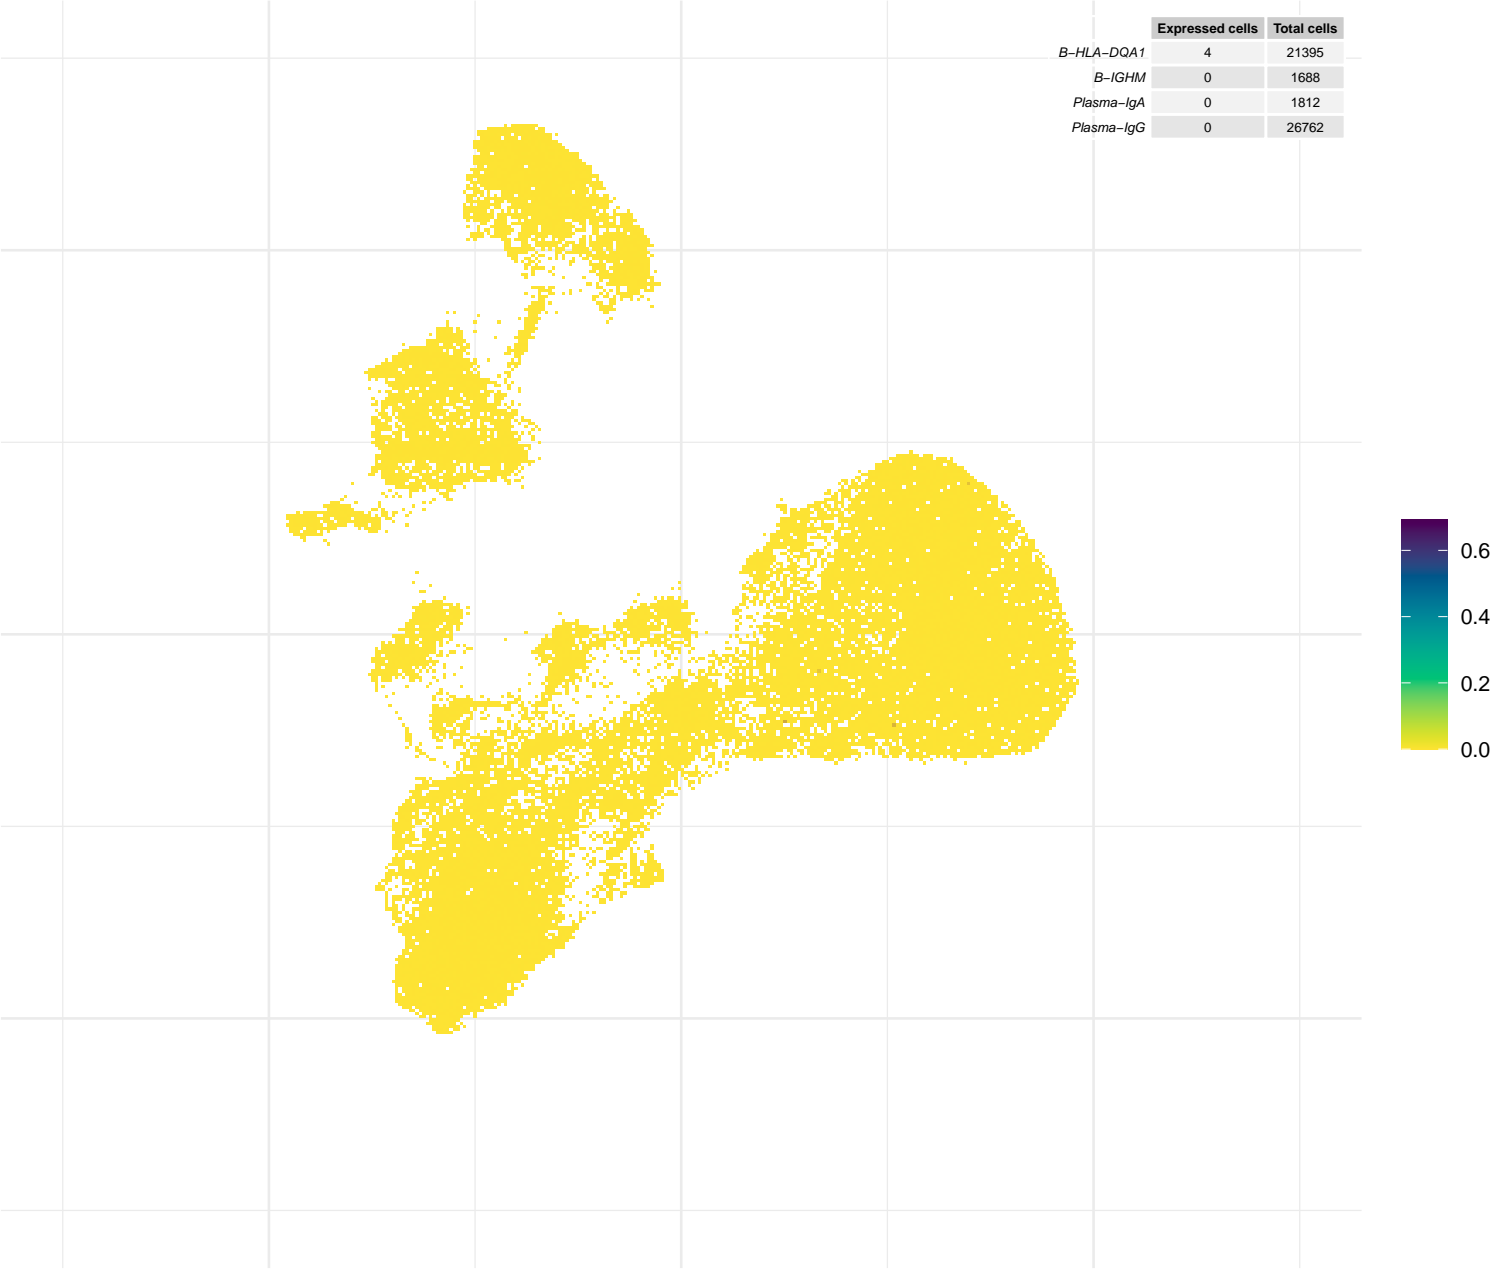 Expressed cells Total cells
B−HLA−DQA1 4 21395
B−IGHM 0 1688
Plasma−IgA 0 1812
Plasma−IgG 0 26762
0.6
0.4
0.2
0.0